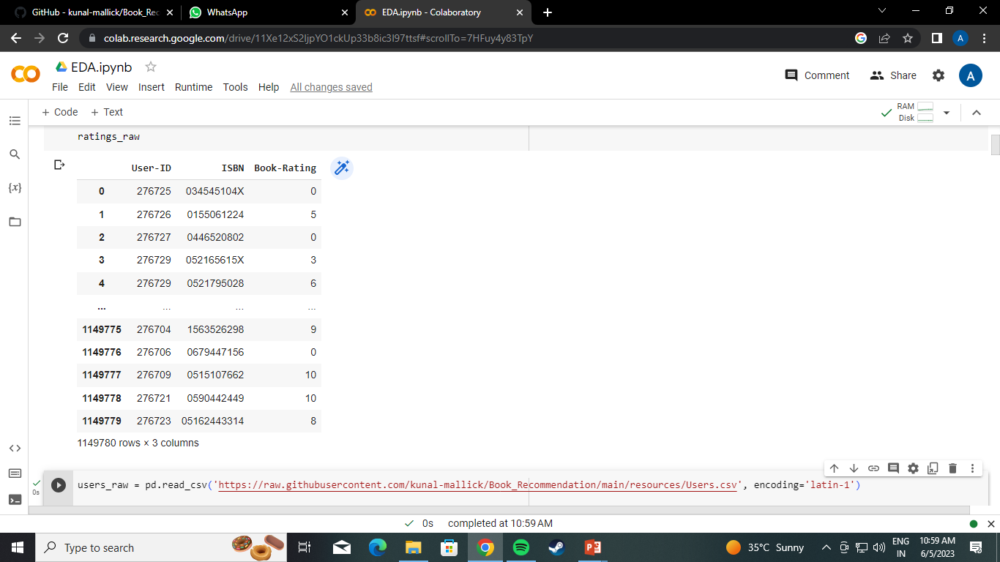 GitHub - kunal-mallick/Book_Rec
WhatsApp
EDA.ipynb - Colaboratory
colab.research.google.com/drive/11Xe12xS2IjpYO1ckUp33b8ic3l97ttsf#scrollTo=7HFuy4y83TpY
A
EDA.ipynb
Comment
Share
A
File Edit View Insert Runtime Tools Help All changes saved
+ Code + Text
RAM
Disk
ratings_raw
User-ID ISBN Book-Rating
0 276725 034545104X 0
1 276726 0155061224 5
2 276727 0446520802 0
3 276729 052165615X 3
4 276729 0521795028 6
... ... ... ...
1149775 276704 1563526298 9
1149776 276706 0679447156 0
1149777 276709 0515107662 10
1149778 276721 0590442449 10
1149779 276723 05162443314 8
1149780 rows × 3 columns
0s
users_raw = pd.read_csv('https://raw.githubusercontent.com/kunal-mallick/Book_Recommendation/main/resources/Users.csv', encoding='latin-1')
0s completed at 10:59 AM
Type to search
35°C Sunny
ENG
IN
10:59 AM
6/5/2023